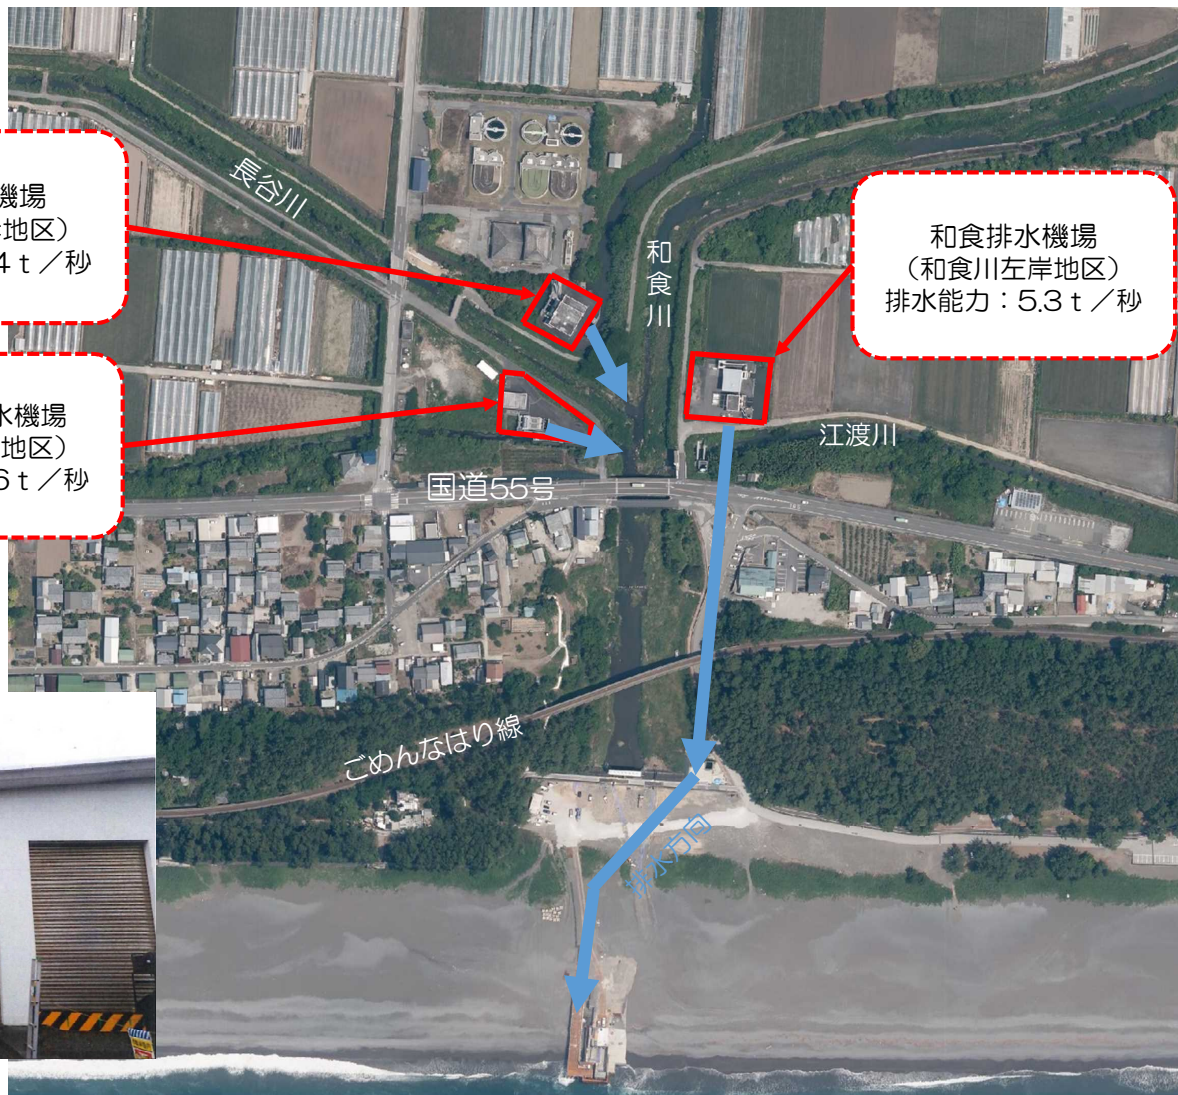 機場
地区）
4ｔ／秒
水機場
地区）
6ｔ／秒
長谷川
和食川
和食排水機場
（和食川左岸地区）
排水能力：5.3ｔ／秒
江渡川
国道55号
ごめんなはり線
排水方向